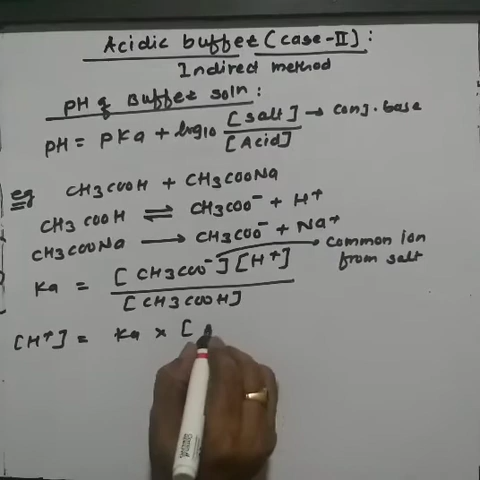 Acidic buffer (case-II):
Indirect method
pH of Buffer soln:
pH = pKa + log10 [salt] → conj. base
[Acid]
eg CH3COOH + CH3COONa
CH3COOH ⇌ CH3COO⁻ + H⁺
CH3COONa ⟶ CH3COO⁻ + Na⁺
common ion
from salt
Ka = [CH3COO⁻][H⁺]
[CH3COOH]
[H⁺] = Ka × [